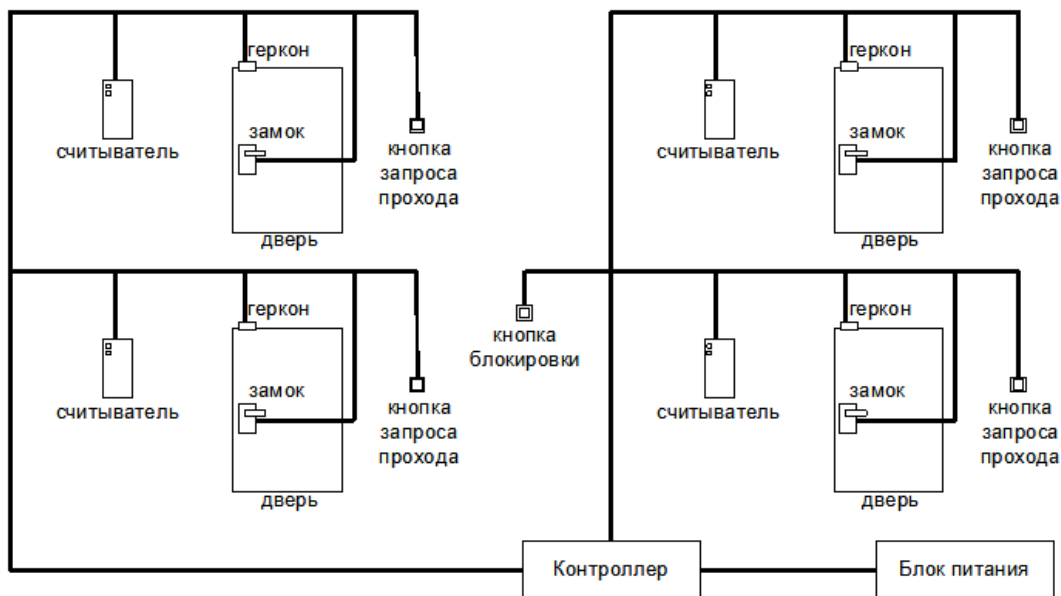 геркон
замок
считыватель
кнопка
запроса
прохода
дверь
геркон
замок
считыватель
кнопка
запроса
прохода
дверь
геркон
замок
считыватель
кнопка
запроса
прохода
дверь
кнопка
блокировки
геркон
замок
считыватель
кнопка
запроса
прохода
дверь
Контроллер
Блок питания